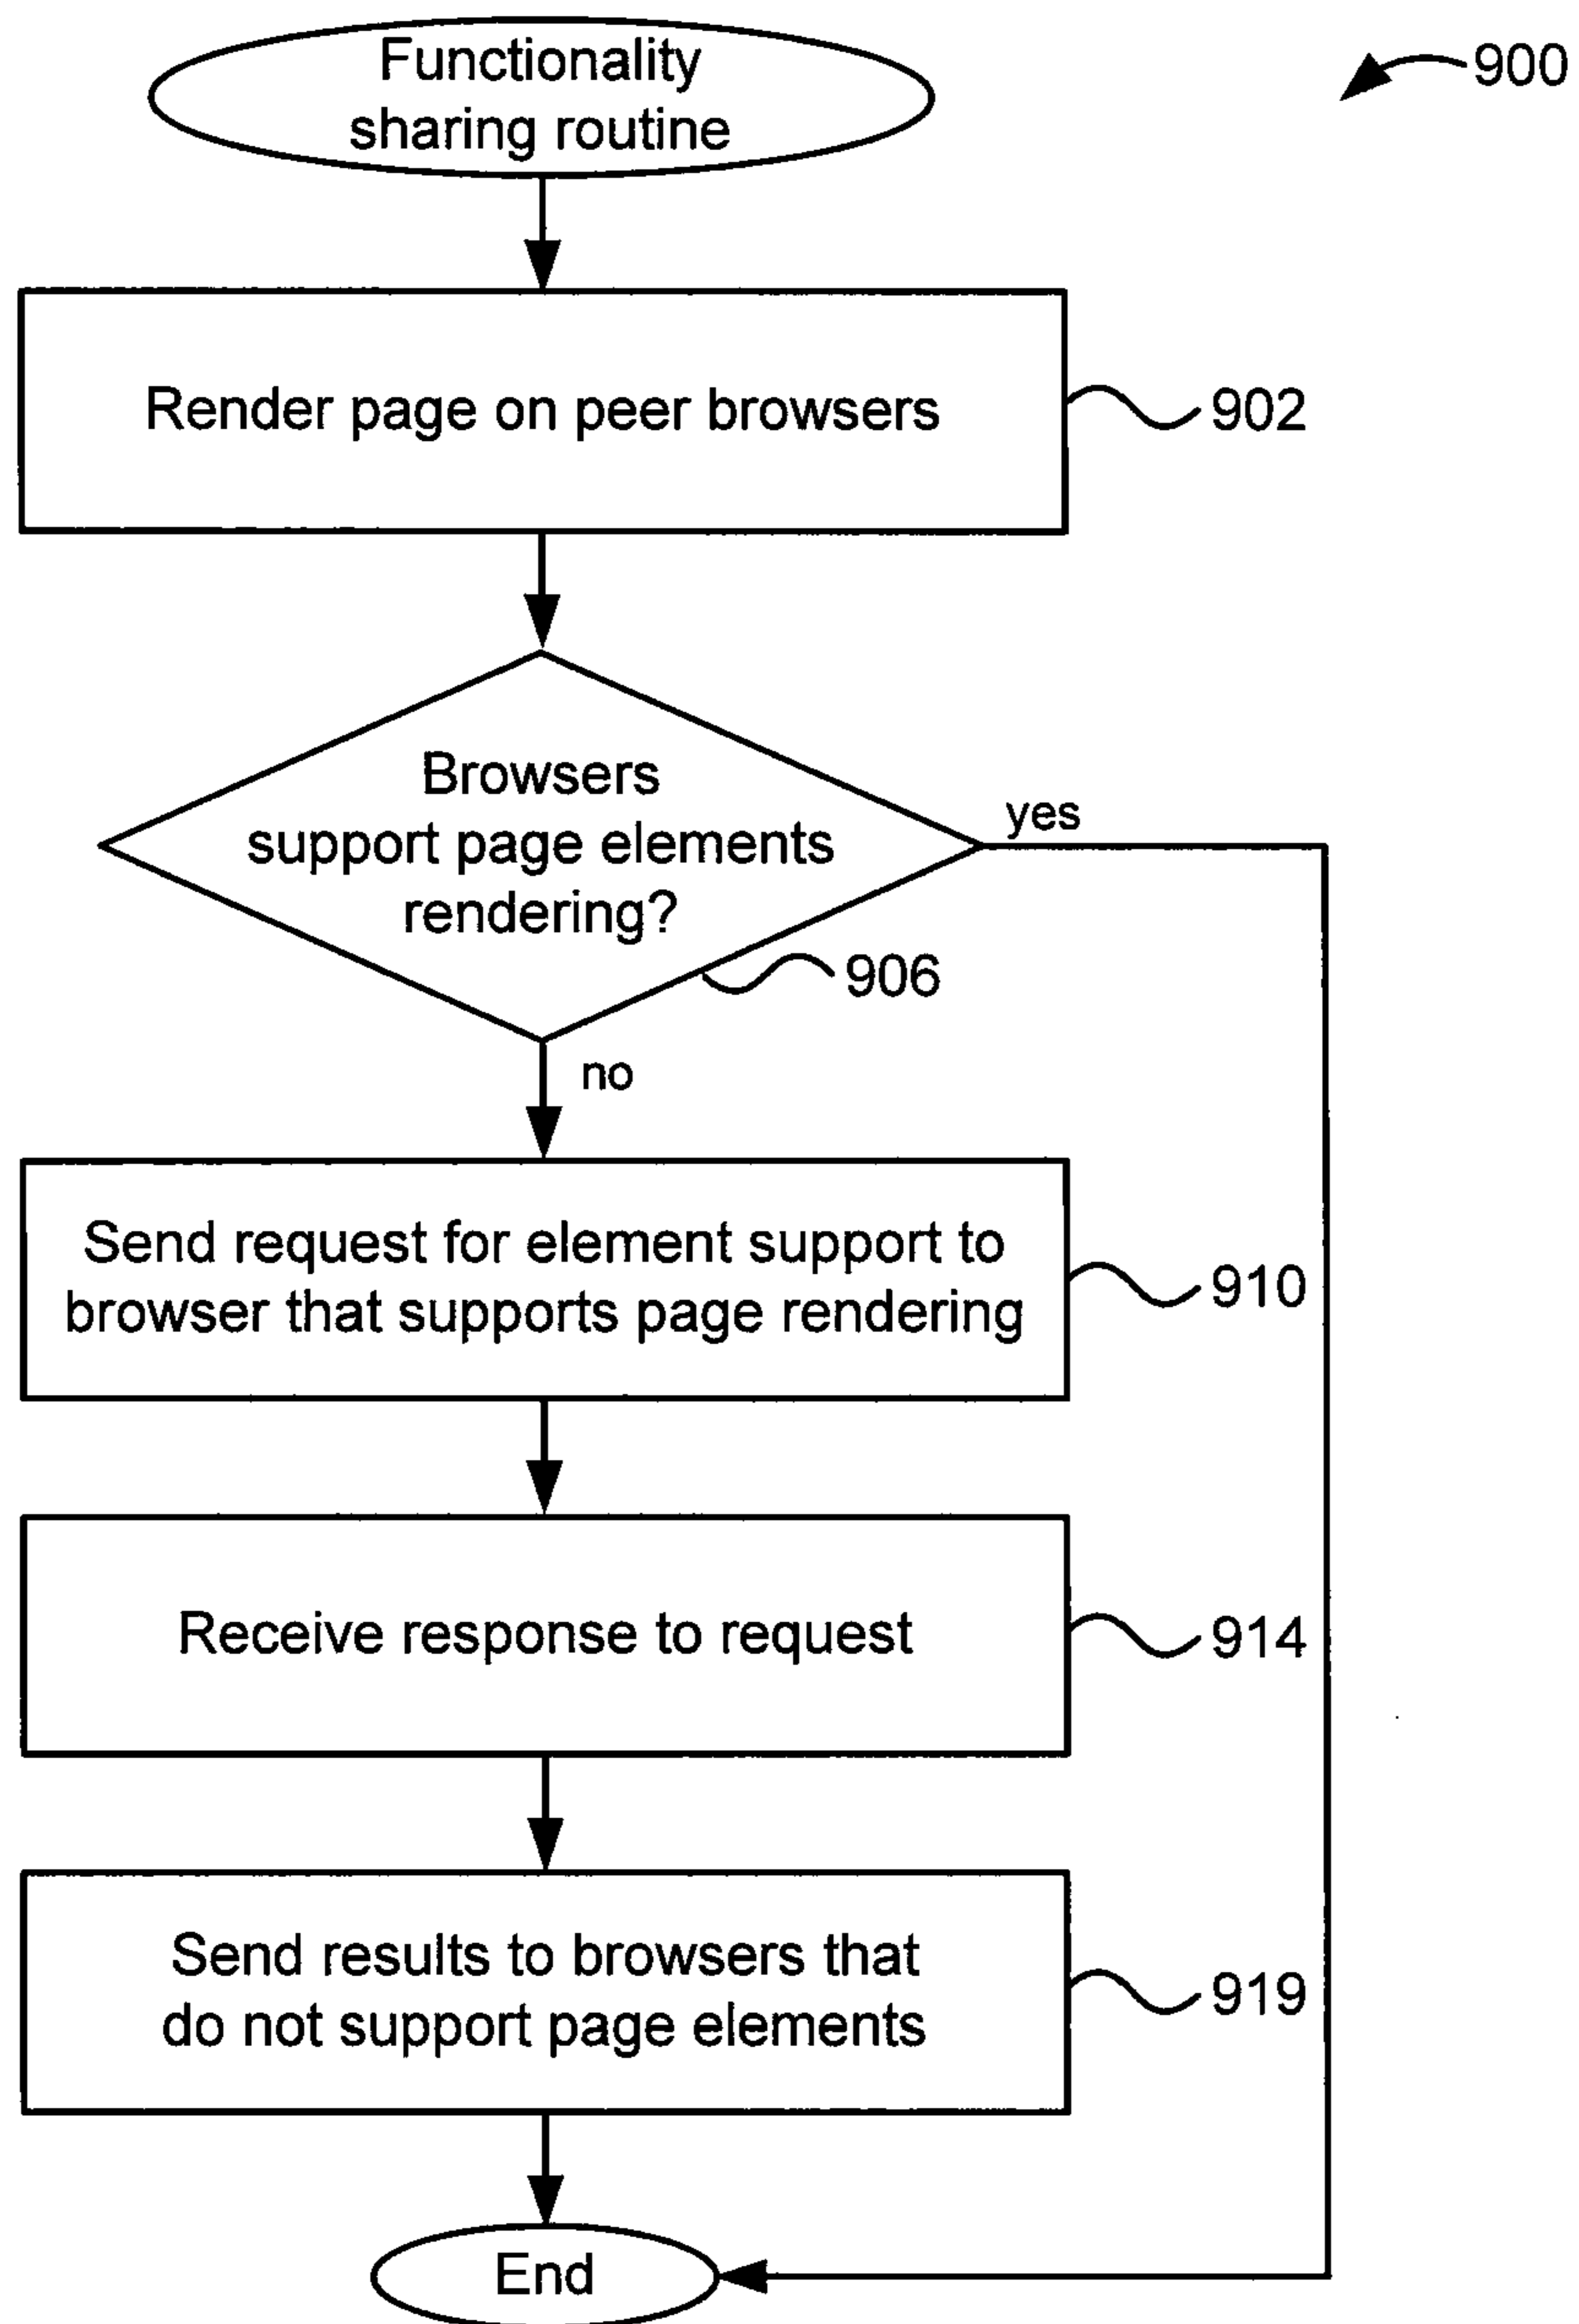 Functionality
sharing routine
900
Render page on peer browsers
902
Browsers
support page elements
rendering?
yes
906
no
Send request for element support to
browser that supports page rendering
910
Receive response to request
914
Send results to browsers that
do not support page elements
919
End